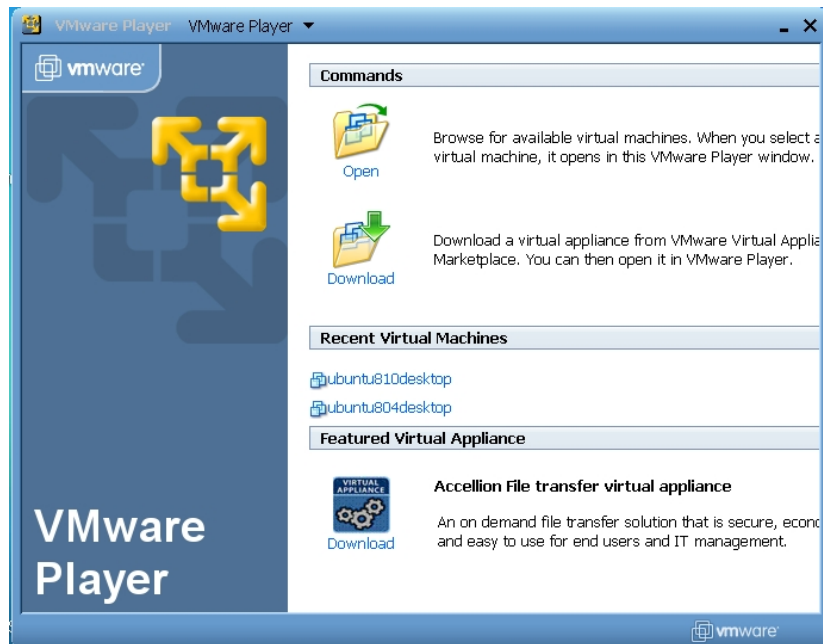 VMware Player VMware Player
vmware
Commands
Open
Browse for available virtual machines. When you select a
virtual machine, it opens in this VMware Player window.
Download
Download a virtual appliance from VMware Virtual Applia
Marketplace. You can then open it in VMware Player.
Recent Virtual Machines
ubuntu810desktop
ubuntu804desktop
Featured Virtual Appliance
VIRTUAL
APPLIANCE
Download
Accellion File transfer virtual appliance
An on demand file transfer solution that is secure, econo
and easy to use for end users and IT management.
VMware
Player
vmware